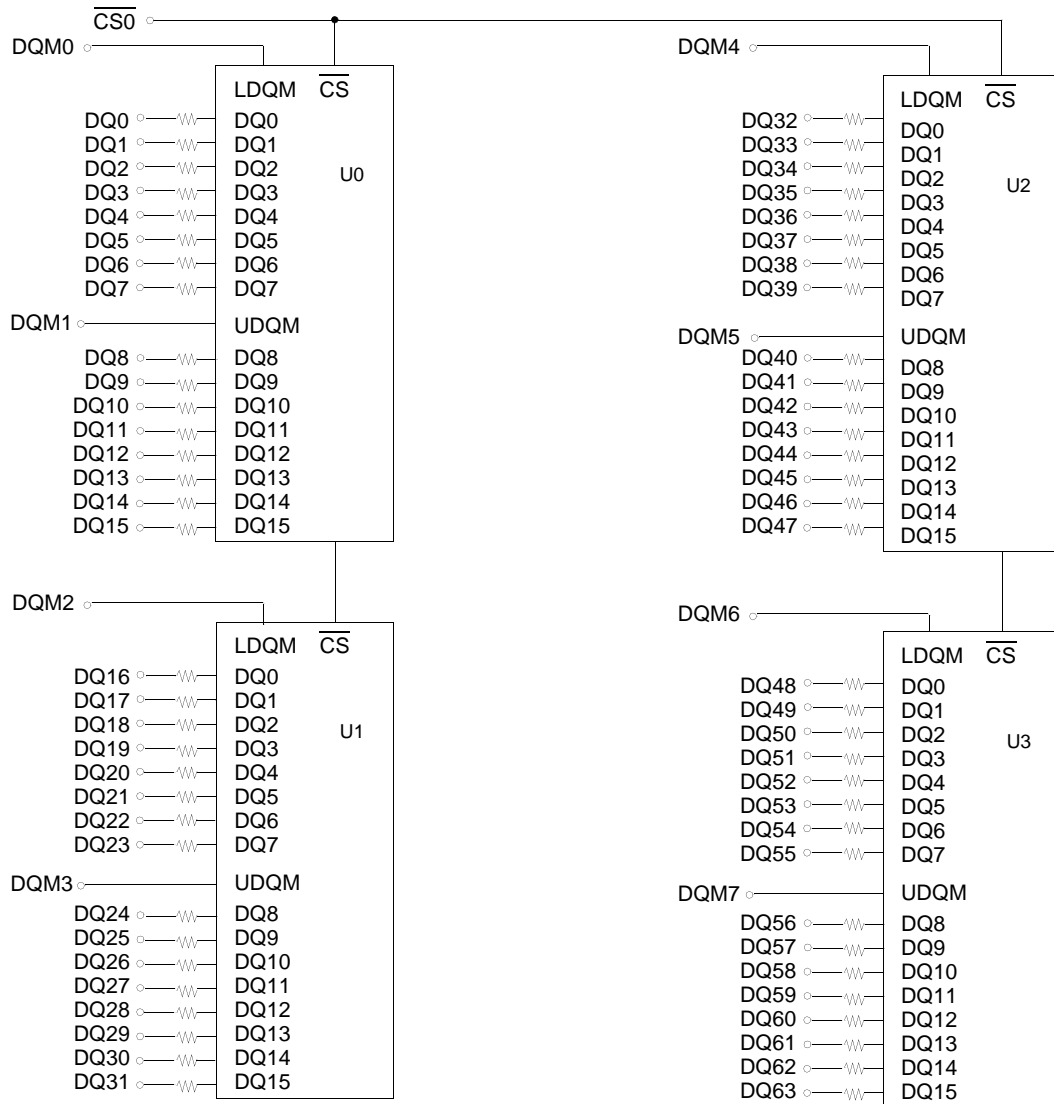 CS0
DQM0
LDQM CS
DQ0 DQ0
DQ1 DQ1
DQ2 DQ2
U0
DQ3 DQ3
DQ4 DQ4
DQ5 DQ5
DQ6 DQ6
DQ7 DQ7
DQM1 UDQM
DQ8 DQ8
DQ9 DQ9
DQ10 DQ10
DQ11 DQ11
DQ12 DQ12
DQ13 DQ13
DQ14 DQ14
DQ15 DQ15
DQM2
LDQM CS
DQ16 DQ0
DQ17 DQ1
DQ18 DQ2
U1
DQ19 DQ3
DQ20 DQ4
DQ21 DQ5
DQ22 DQ6
DQ23 DQ7
DQM3 UDQM
DQ24 DQ8
DQ25 DQ9
DQ26 DQ10
DQ27 DQ11
DQ28 DQ12
DQ29 DQ13
DQ30 DQ14
DQ31 DQ15
DQM4
LDQM CS
DQ32 DQ0
DQ33 DQ1
DQ34 DQ2
U2
DQ35 DQ3
DQ36 DQ4
DQ37 DQ5
DQ38 DQ6
DQ39 DQ7
DQM5 UDQM
DQ40 DQ8
DQ41 DQ9
DQ42 DQ10
DQ43 DQ11
DQ44 DQ12
DQ45 DQ13
DQ46 DQ14
DQ47 DQ15
DQM6
LDQM CS
DQ48 DQ0
DQ49 DQ1
DQ50 DQ2
U3
DQ51 DQ3
DQ52 DQ4
DQ53 DQ5
DQ54 DQ6
DQ55 DQ7
DQM7 UDQM
DQ56 DQ8
DQ57 DQ9
DQ58 DQ10
DQ59 DQ11
DQ60 DQ12
DQ61 DQ13
DQ62 DQ14
DQ63 DQ15